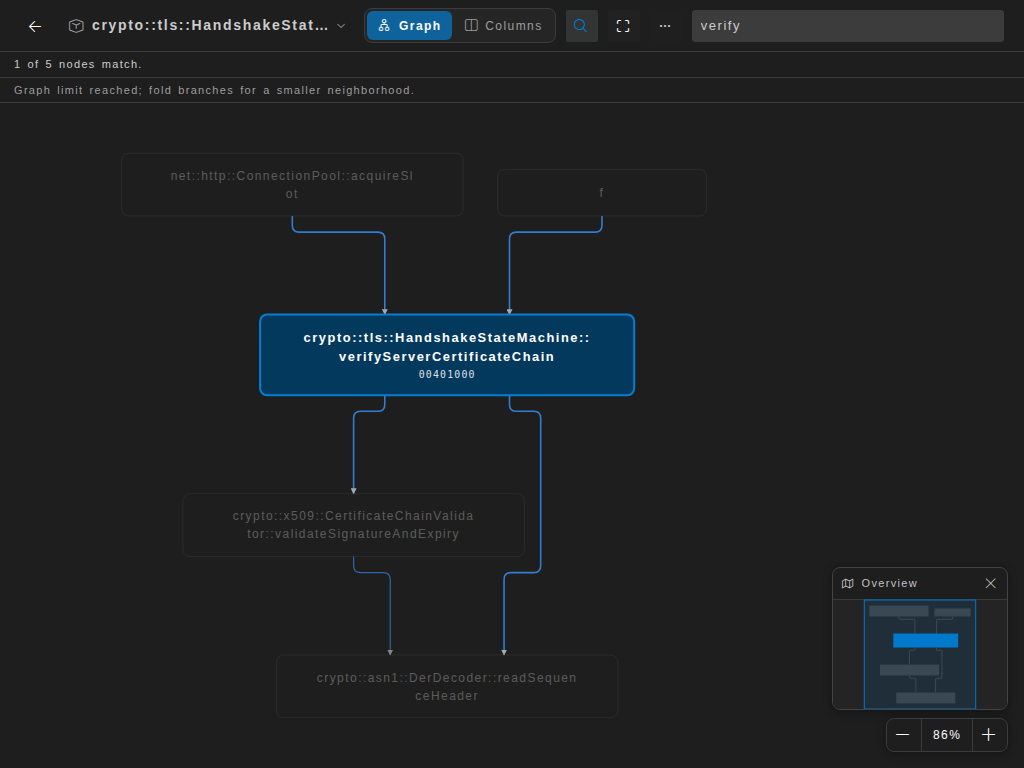 crypto::tls::HandshakeStat…
Graph
Columns
verify
1 of 5 nodes match.
Graph limit reached; fold branches for a smaller neighborhood.
net::http::ConnectionPool::acquireSl
ot
f
crypto::tls::HandshakeStateMachine::
verifyServerCertificateChain
00401000
crypto::x509::CertificateChainValida
tor::validateSignatureAndExpiry
Overview
crypto::asn1::DerDecoder::readSequen
ceHeader
86%